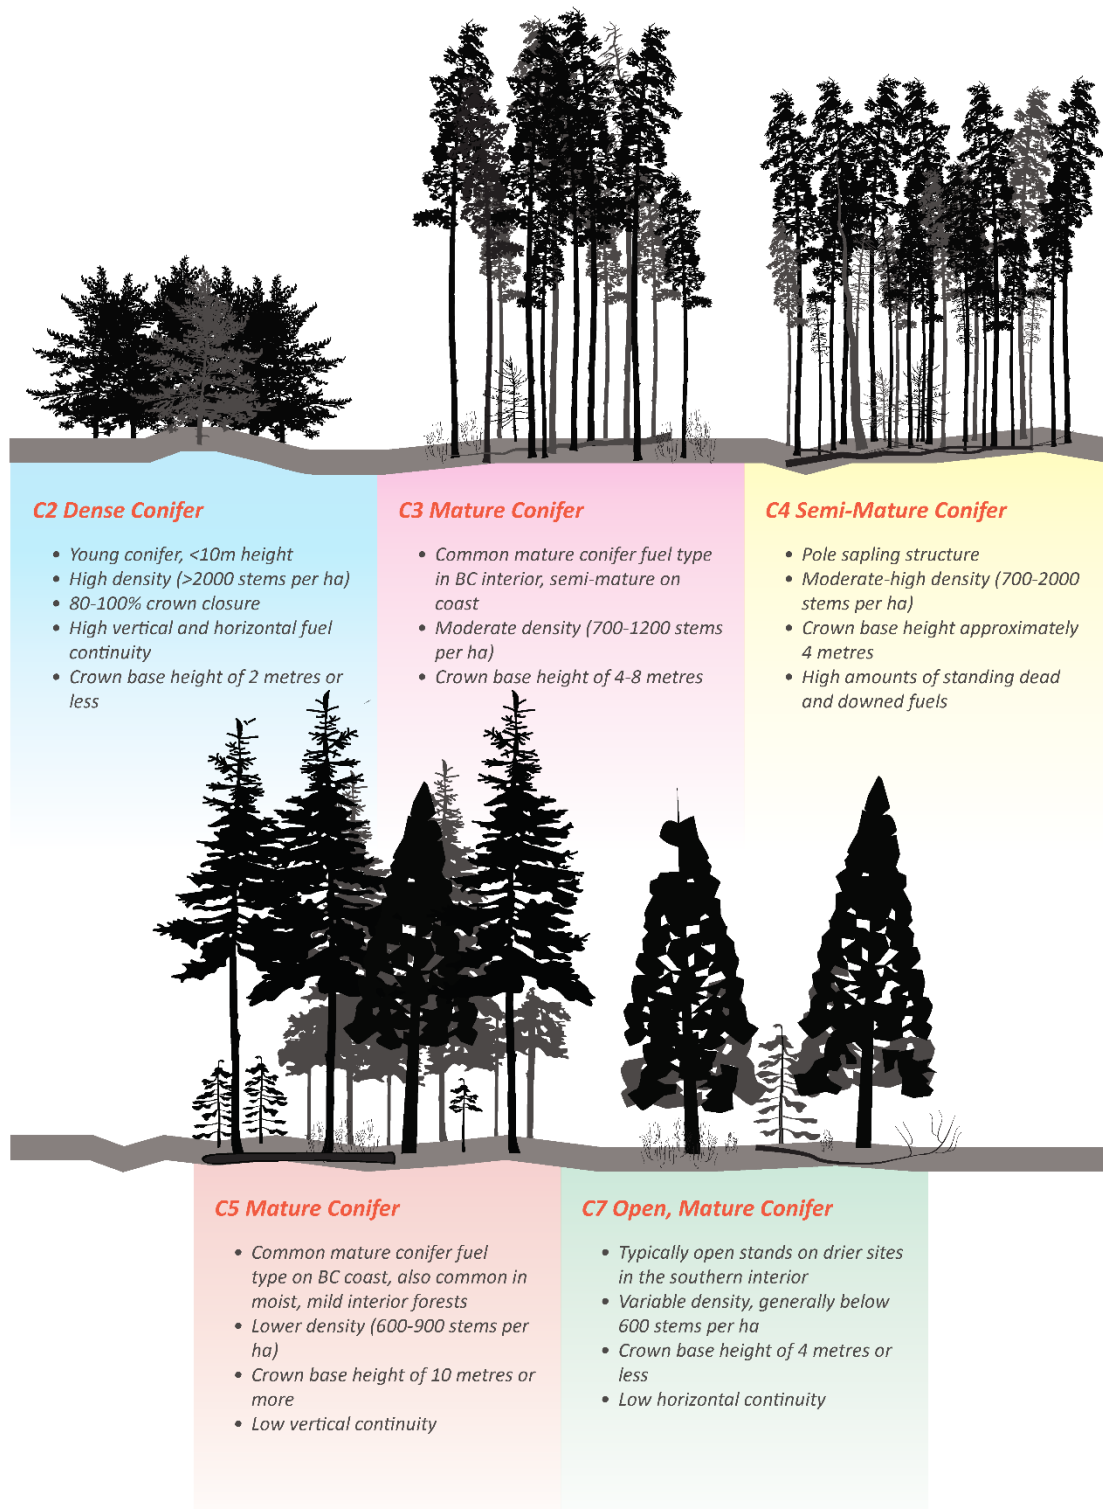 C2 Dense Conifer
• Young conifer, <10m height
• High density (>2000 stems per ha)
• 80-100% crown closure
• High vertical and horizontal fuel
continuity
• Crown base height of 2 metres or
less
C3 Mature Conifer
• Common mature conifer fuel type
in BC interior, semi-mature on
coast
• Moderate density (700-1200 stems
per ha)
• Crown base height of 4-8 metres
C4 Semi-Mature Conifer
• Pole sapling structure
• Moderate-high density (700-2000
stems per ha)
• Crown base height approximately
4 metres
• High amounts of standing dead
and downed fuels
C5 Mature Conifer
• Common mature conifer fuel
type on BC coast, also common in
moist, mild interior forests
• Lower density (600-900 stems per
ha)
• Crown base height of 10 metres or
more
• Low vertical continuity
C7 Open, Mature Conifer
• Typically open stands on drier sites
in the southern interior
• Variable density, generally below
600 stems per ha
• Crown base height of 4 metres or
less
• Low horizontal continuity